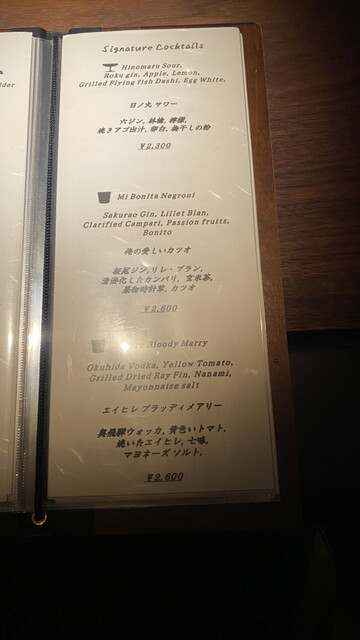 der
Signature Cocktails
Hinomaru Sour,
Roku gin, Apple, Lemon,
Grilled Flying fish Dashi, Egg White,
日ノ丸 サワー
六ジン, 林檎, 檸檬,
焼きアゴ出汁, 卵白, 梅干しの粉
¥2,300
Mi Bonita Negroni
Sakurao Gin, Lillet Blan,
Clarified Campari, Passion fruits,
Bonito
俺の愛しいカツオ
桜尾ジン, リレ・ブラン,
透明化したカンパリ, 玄米茶,
果物時計草, カツオ
¥2,600
Bloody Marry
Okuhida Vodka, Yellow Tomato,
Grilled Dried Ray Fin, Nanami,
Mayonnaise salt
エイヒレ ブラッディメアリー
奥飛騨ウォッカ, 黄色いトマト,
焼いたエイヒレ, 七味,
マヨネーズ ソルト,
¥2,600